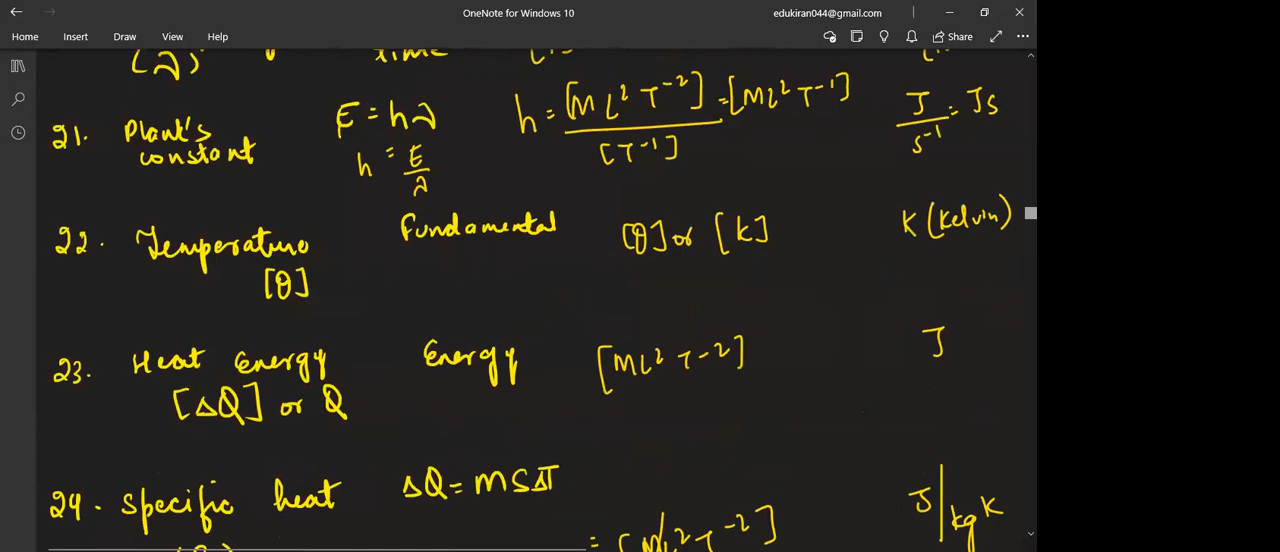 OneNote for Windows 10
edukiran044@gmail.com
Home Insert Draw View Help
Share
(ν) time
21. Plank's constant
E = hν
h = E/ν
h = [ML² T⁻²]/[T⁻¹] = [ML² T⁻¹]
J/s⁻¹ = JS
22. Temperature
[θ]
Fundamental
[θ] or [K]
K (Kelvin)
23. Heat Energy
[ΔQ] or Q
Energy
[ML² T⁻²]
J
24. Specific heat
ΔQ = MSΔT
= [ML² T⁻²]
J/kg K